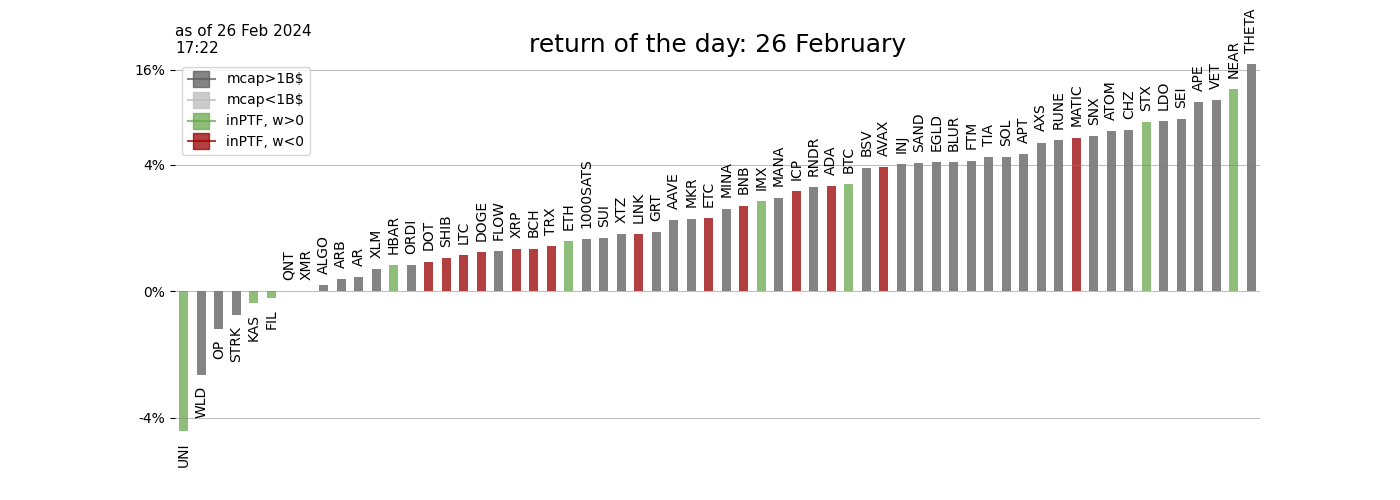 as of 26 Feb 2024
17:22
return of the day: 26 February
mcap>1B$
mcap<1B$
inPTF, w>0
inPTF, w<0
16%
4%
0%
-4%
UNI
WLD
OP
STRK
KAS
FIL
QNT
XMR
ALGO
ARB
AR
XLM
HBAR
ORDI
DOT
SHIB
LTC
DOGE
FLOW
XRP
BCH
TRX
ETH
1000SATS
SUI
XTZ
LINK
GRT
AAVE
MKR
ETC
MINA
BNB
IMX
MANA
ICP
RNDR
ADA
BTC
BSV
AVAX
INJ
SAND
EGLD
BLUR
FTM
TIA
SOL
APT
AXS
RUNE
MATIC
SNX
ATOM
CHZ
STX
LDO
SEI
APE
VET
NEAR
THETA